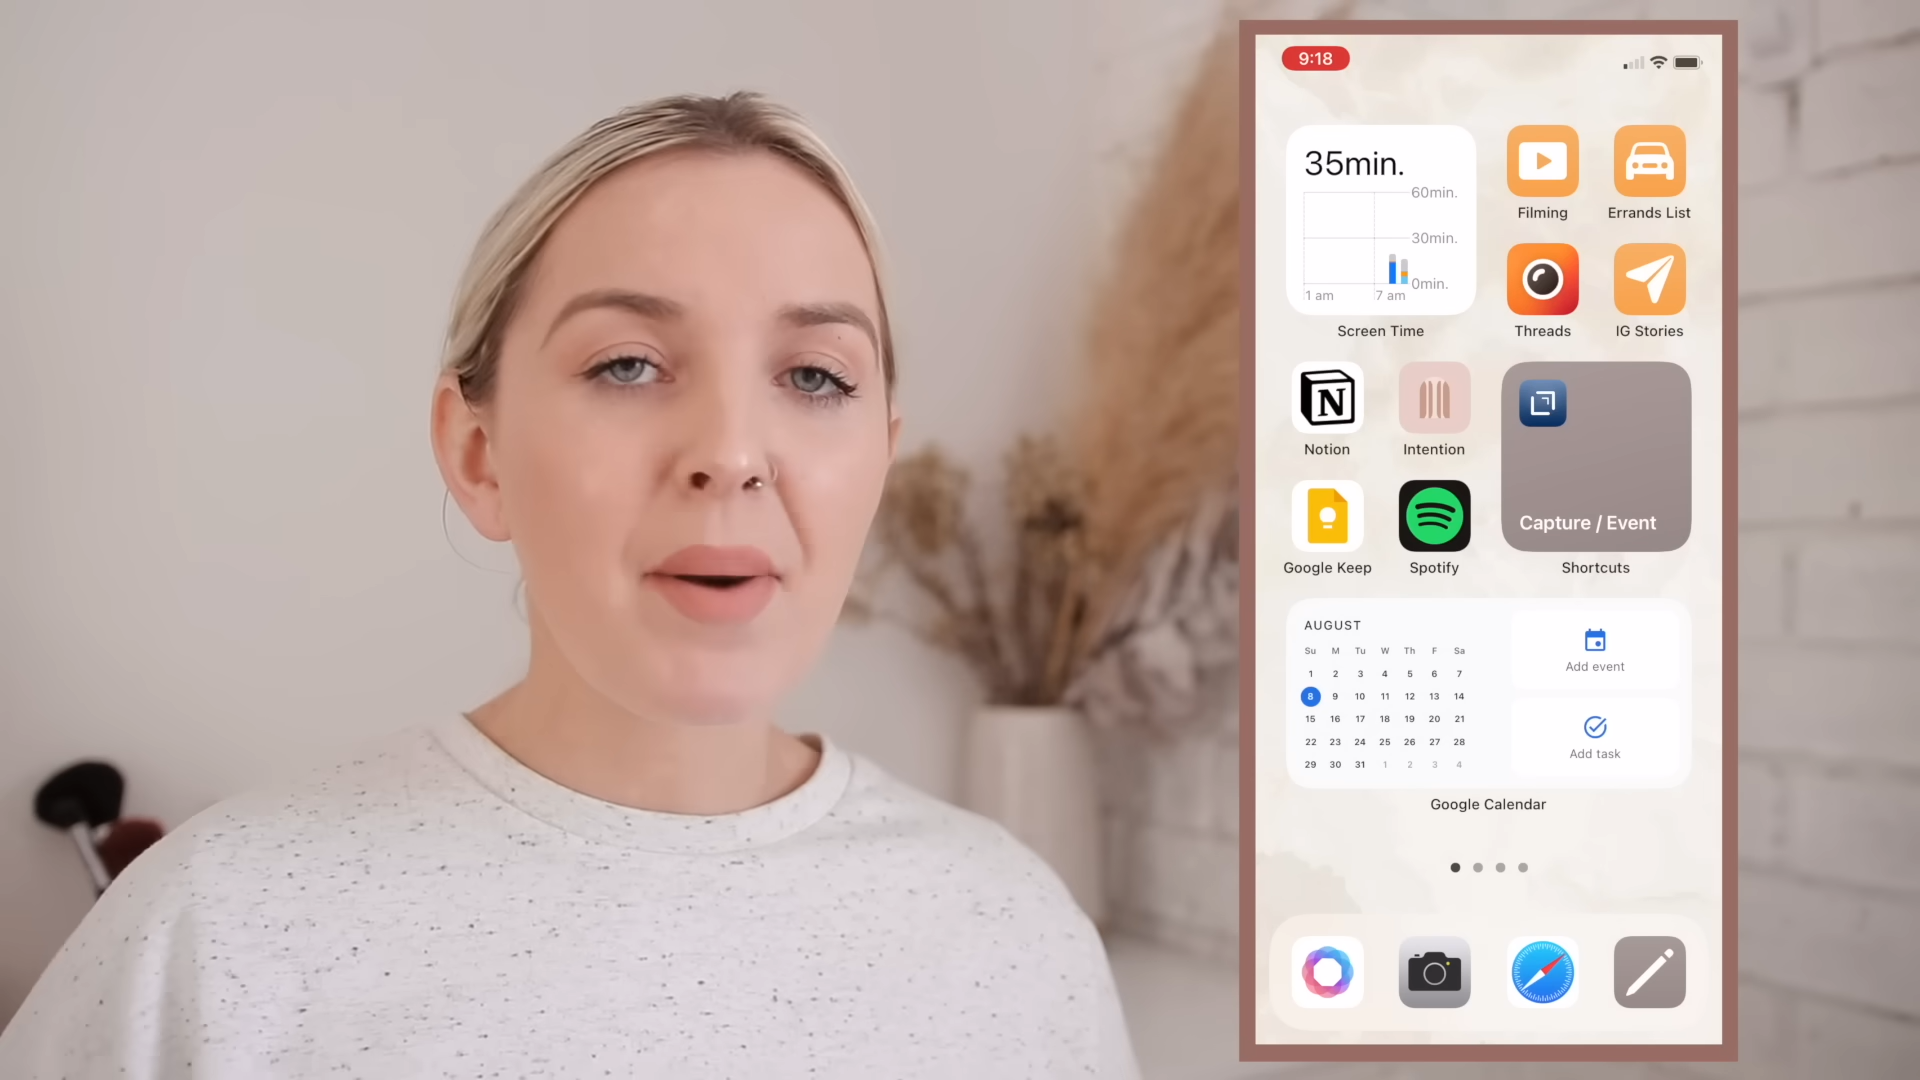 9:18
35min.
60min.
30min.
0min.
1 am 7 am
Screen Time
Filming Errands List
Threads IG Stories
N
Notion Intention
Google Keep Spotify
Capture / Event
Shortcuts
AUGUST
Su M Tu W Th F Sa
1 2 3 4 5 6 7
8 9 10 11 12 13 14
15 16 17 18 19 20 21
22 23 24 25 26 27 28
29 30 31 1 2 3 4
Add event
Add task
Google Calendar